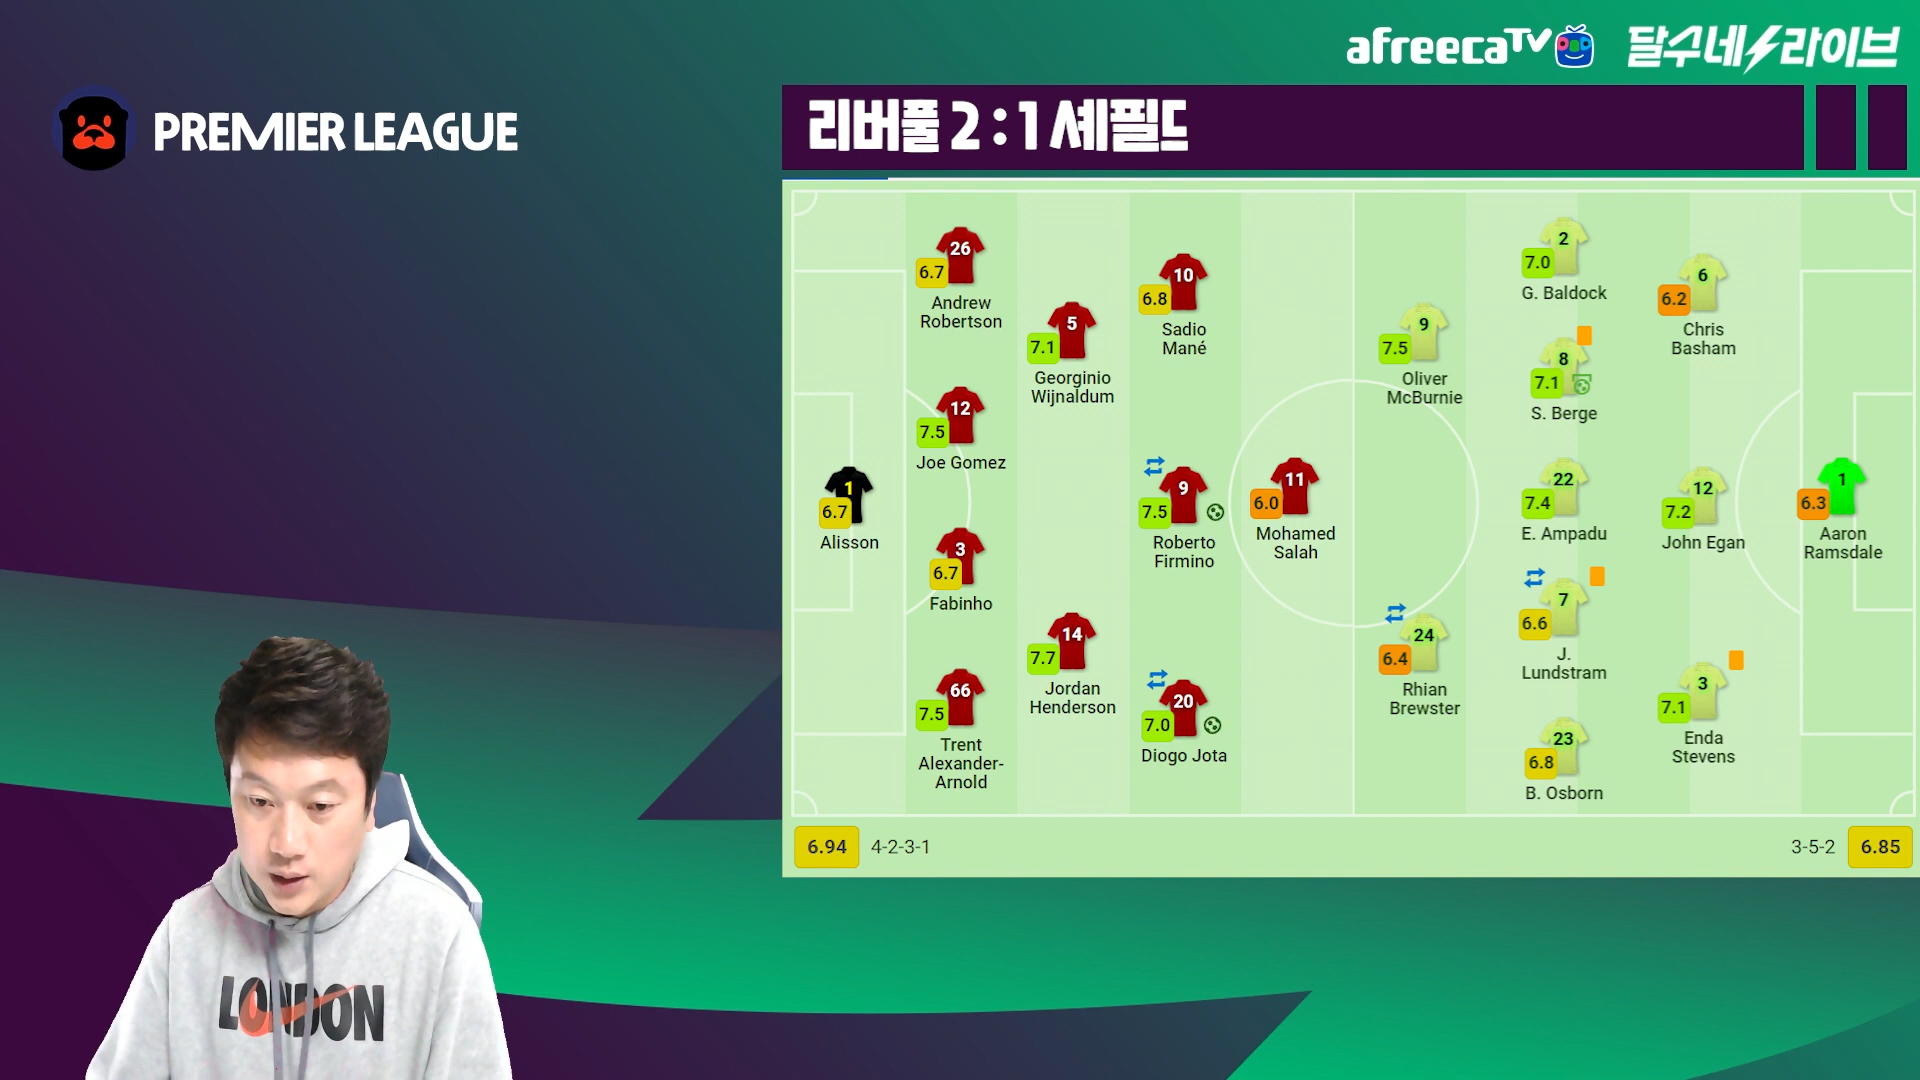 afreecaTV 달수네라이브
PREMIER LEAGUE
리버풀 2 : 1 셰필드
1
6.7
Alisson
26
6.7
Andrew
Robertson
12
7.5
Joe Gomez
3
6.7
Fabinho
66
7.5
Trent
Alexander-
Arnold
5
7.1
Georginio
Wijnaldum
14
7.7
Jordan
Henderson
10
6.8
Sadio
Mané
9
7.5
Roberto
Firmino
20
7.0
Diogo Jota
11
6.0
Mohamed
Salah
9
7.5
Oliver
McBurnie
24
6.4
Rhian
Brewster
2
7.0
G. Baldock
8
7.1
S. Berge
22
7.4
E. Ampadu
7
6.6
J.
Lundstram
23
6.8
B. Osborn
6
6.2
Chris
Basham
12
7.2
John Egan
3
7.1
Enda
Stevens
1
6.3
Aaron
Ramsdale
6.94 4-2-3-1
3-5-2 6.85
LONDON